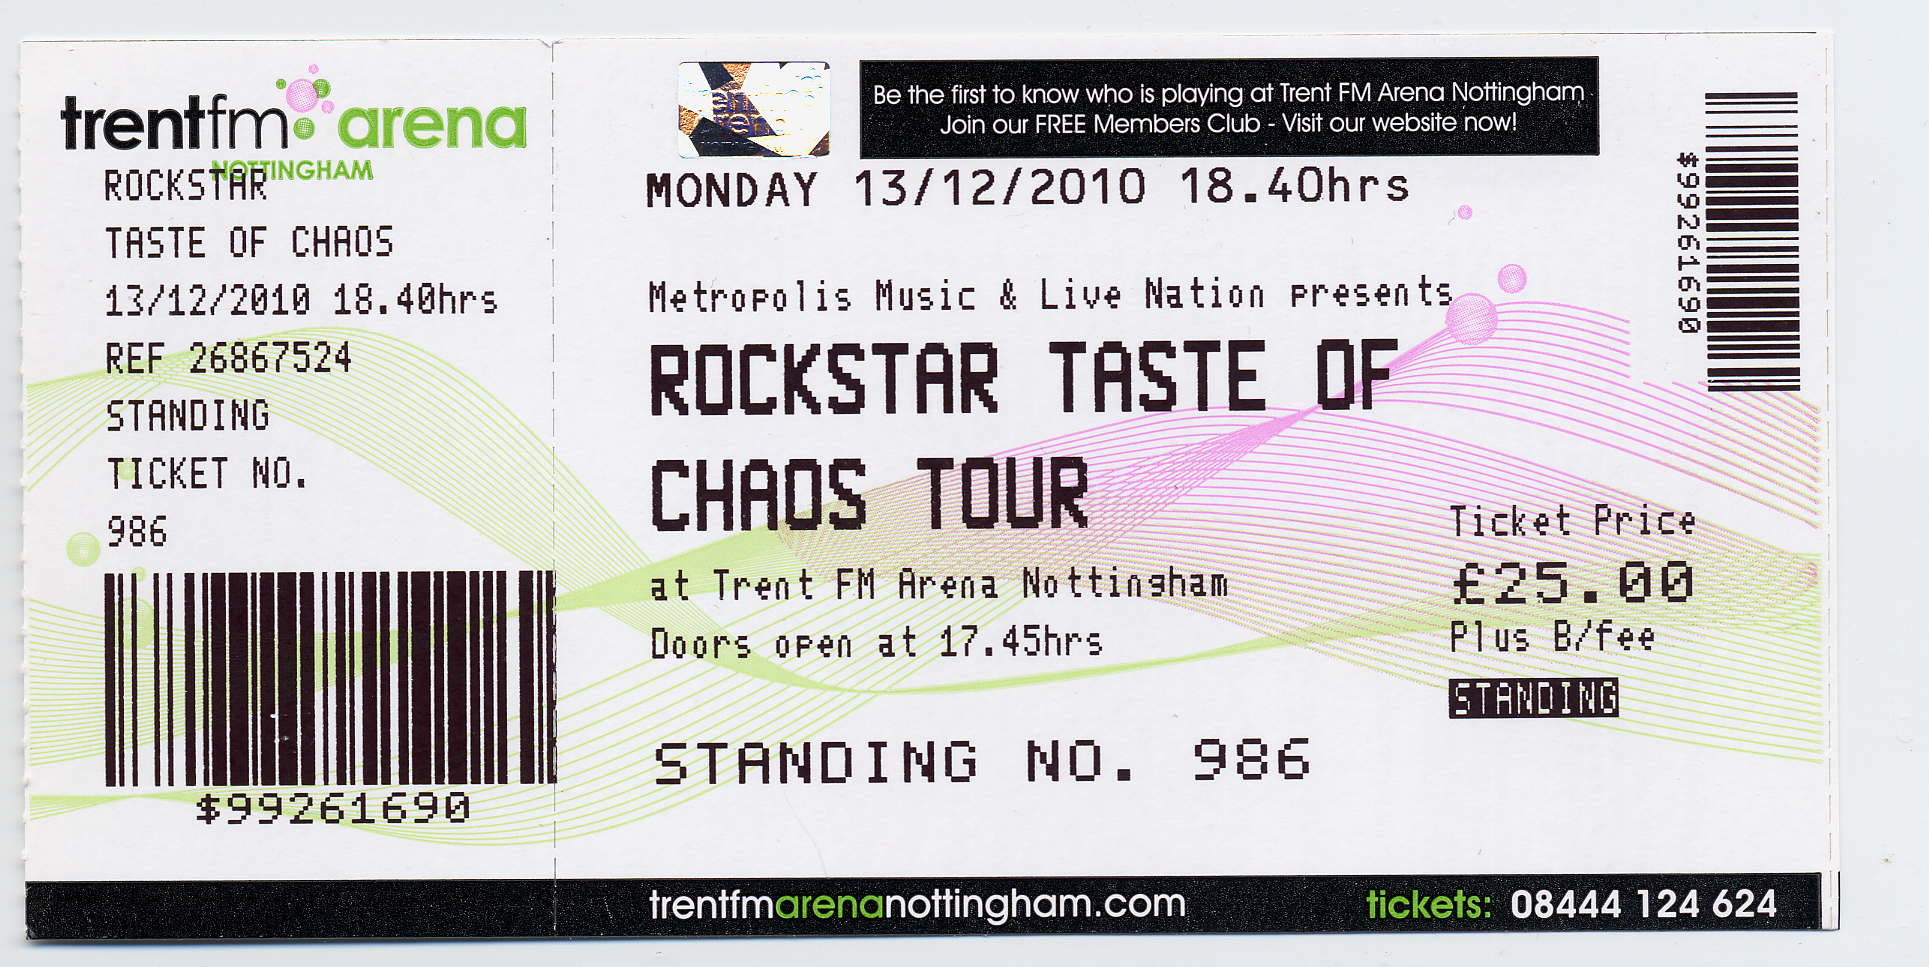 trentfm arena
NOTTINGHAM
ROCKSTAR
TASTE OF CHAOS
13/12/2010 18.40hrs
REF 26867524
STANDING
TICKET NO.
986
$99261690
Be the first to know who is playing at Trent FM Arena Nottingham
Join our FREE Members Club - Visit our website now!
MONDAY 13/12/2010 18.40hrs
Metropolis Music & Live Nation presents
ROCKSTAR TASTE OF
CHAOS TOUR
at Trent FM Arena Nottingham
Doors open at 17.45hrs
STANDING NO. 986
Ticket Price
£25.00
Plus B/fee
STANDING
$99261690
trentfmarenanottingham.com
tickets: 08444 124 624